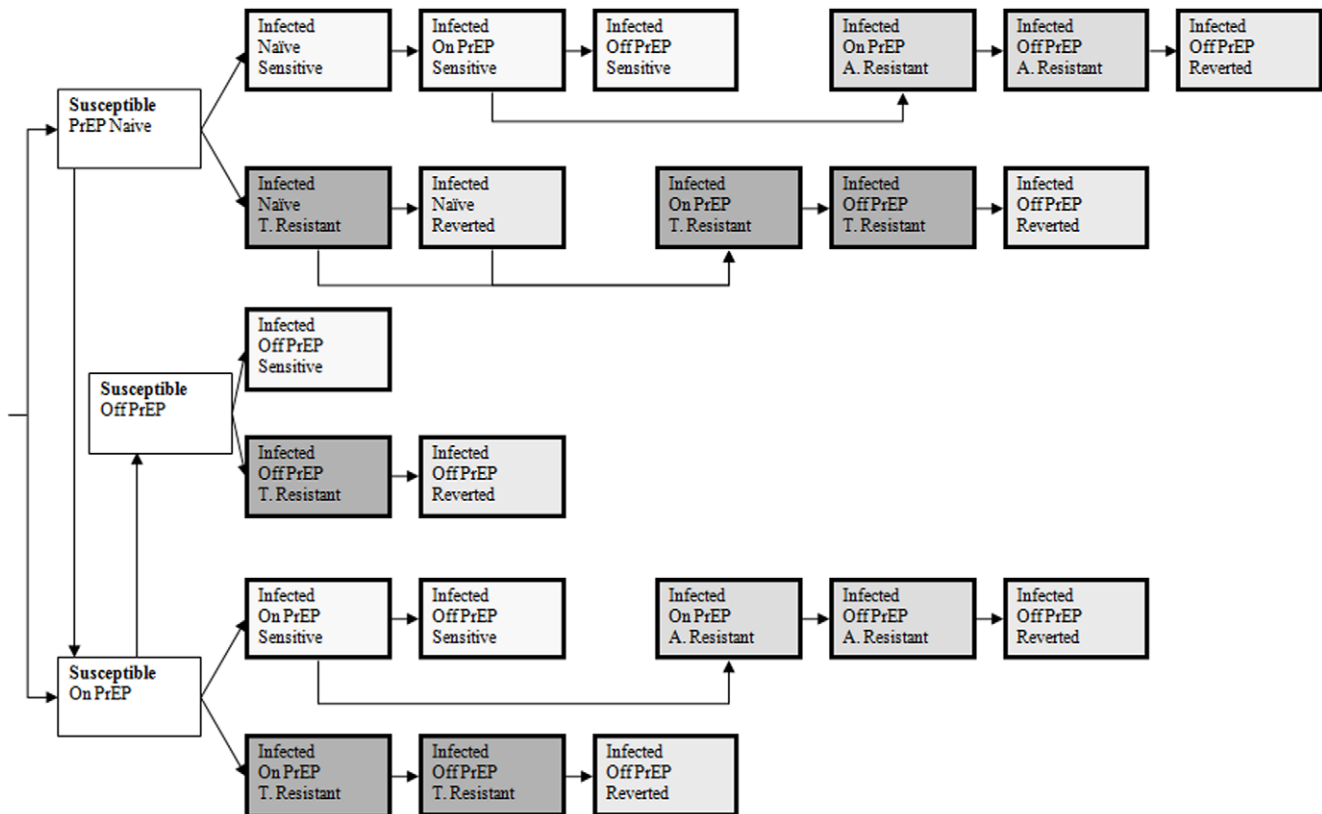 Infected
Naïve
Sensitive
Infected
On PrEP
Sensitive
Infected
Off PrEP
Sensitive
Infected
On PrEP
A. Resistant
Infected
Off PrEP
A. Resistant
Infected
Off PrEP
Reverted
Susceptible
PrEP Naive
Infected
Naïve
T. Resistant
Infected
Naïve
Reverted
Infected
On PrEP
T. Resistant
Infected
Off PrEP
T. Resistant
Infected
Off PrEP
Reverted
Infected
Off PrEP
Sensitive
Susceptible
Off PrEP
Infected
Off PrEP
T. Resistant
Infected
Off PrEP
Reverted
Infected
On PrEP
Sensitive
Infected
Off PrEP
Sensitive
Infected
On PrEP
A. Resistant
Infected
Off PrEP
A. Resistant
Infected
Off PrEP
Reverted
Susceptible
On PrEP
Infected
On PrEP
T. Resistant
Infected
Off PrEP
T. Resistant
Infected
Off PrEP
Reverted